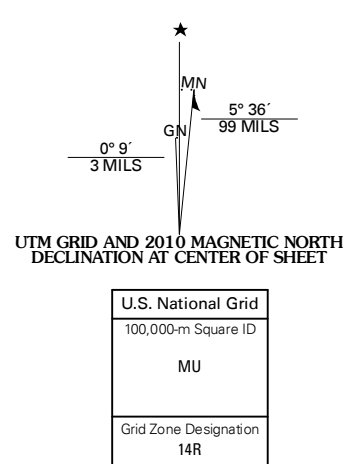 ★
MN
GN
5° 36´
99 MILS
0° 9´
3 MILS
UTM GRID AND 2010 MAGNETIC NORTH
DECLINATION AT CENTER OF SHEET
U.S. National Grid
100,000-m Square ID
MU
Grid Zone Designation
14R